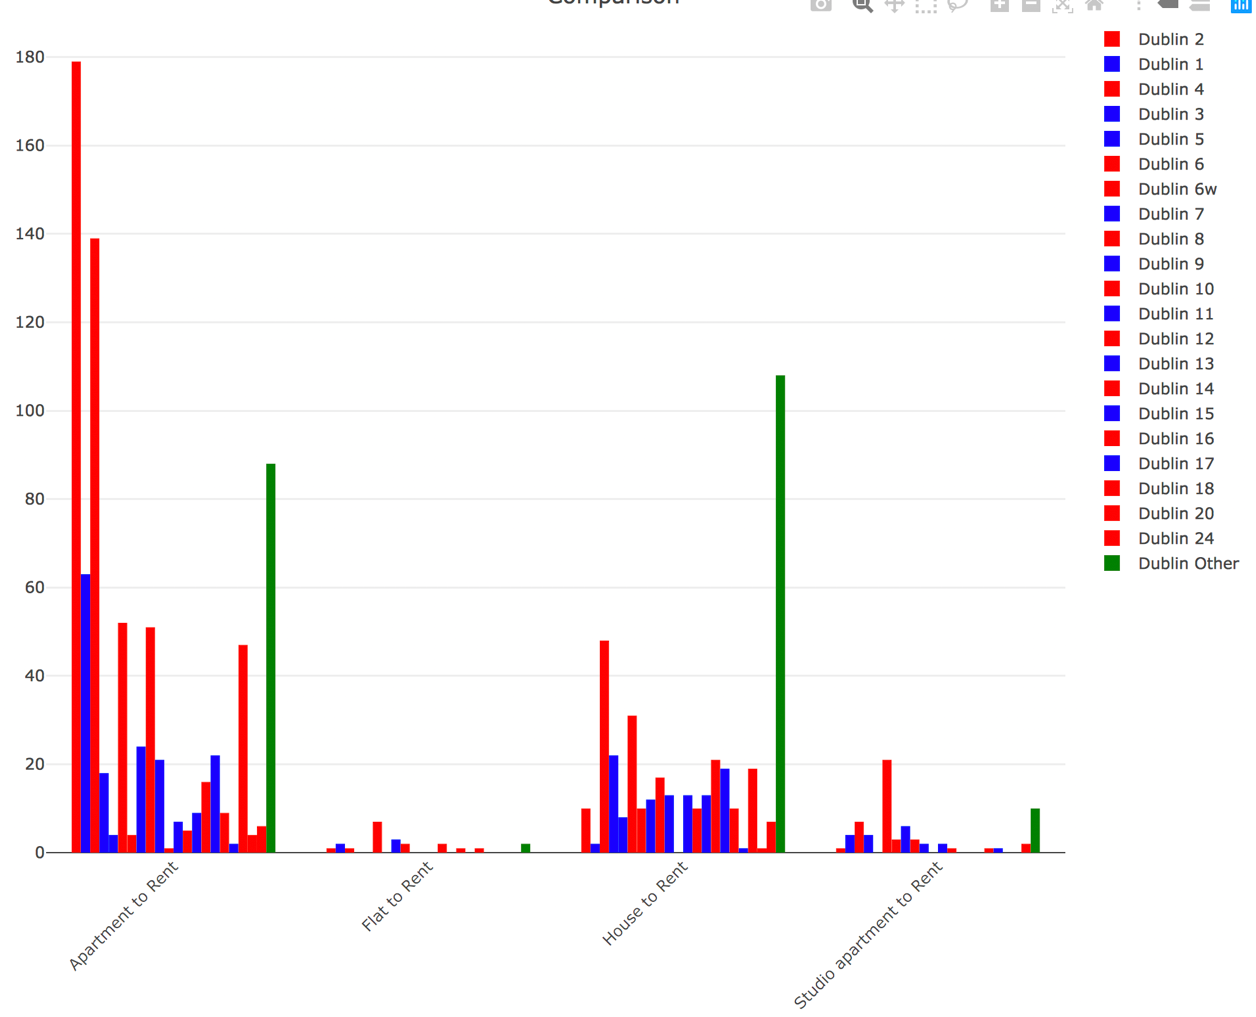 Comparison
180
160
140
120
100
80
60
40
20
0
Apartment to Rent
Flat to Rent
House to Rent
Studio apartment to Rent
Dublin 2
Dublin 1
Dublin 4
Dublin 3
Dublin 5
Dublin 6
Dublin 6w
Dublin 7
Dublin 8
Dublin 9
Dublin 10
Dublin 11
Dublin 12
Dublin 13
Dublin 14
Dublin 15
Dublin 16
Dublin 17
Dublin 18
Dublin 20
Dublin 24
Dublin Other